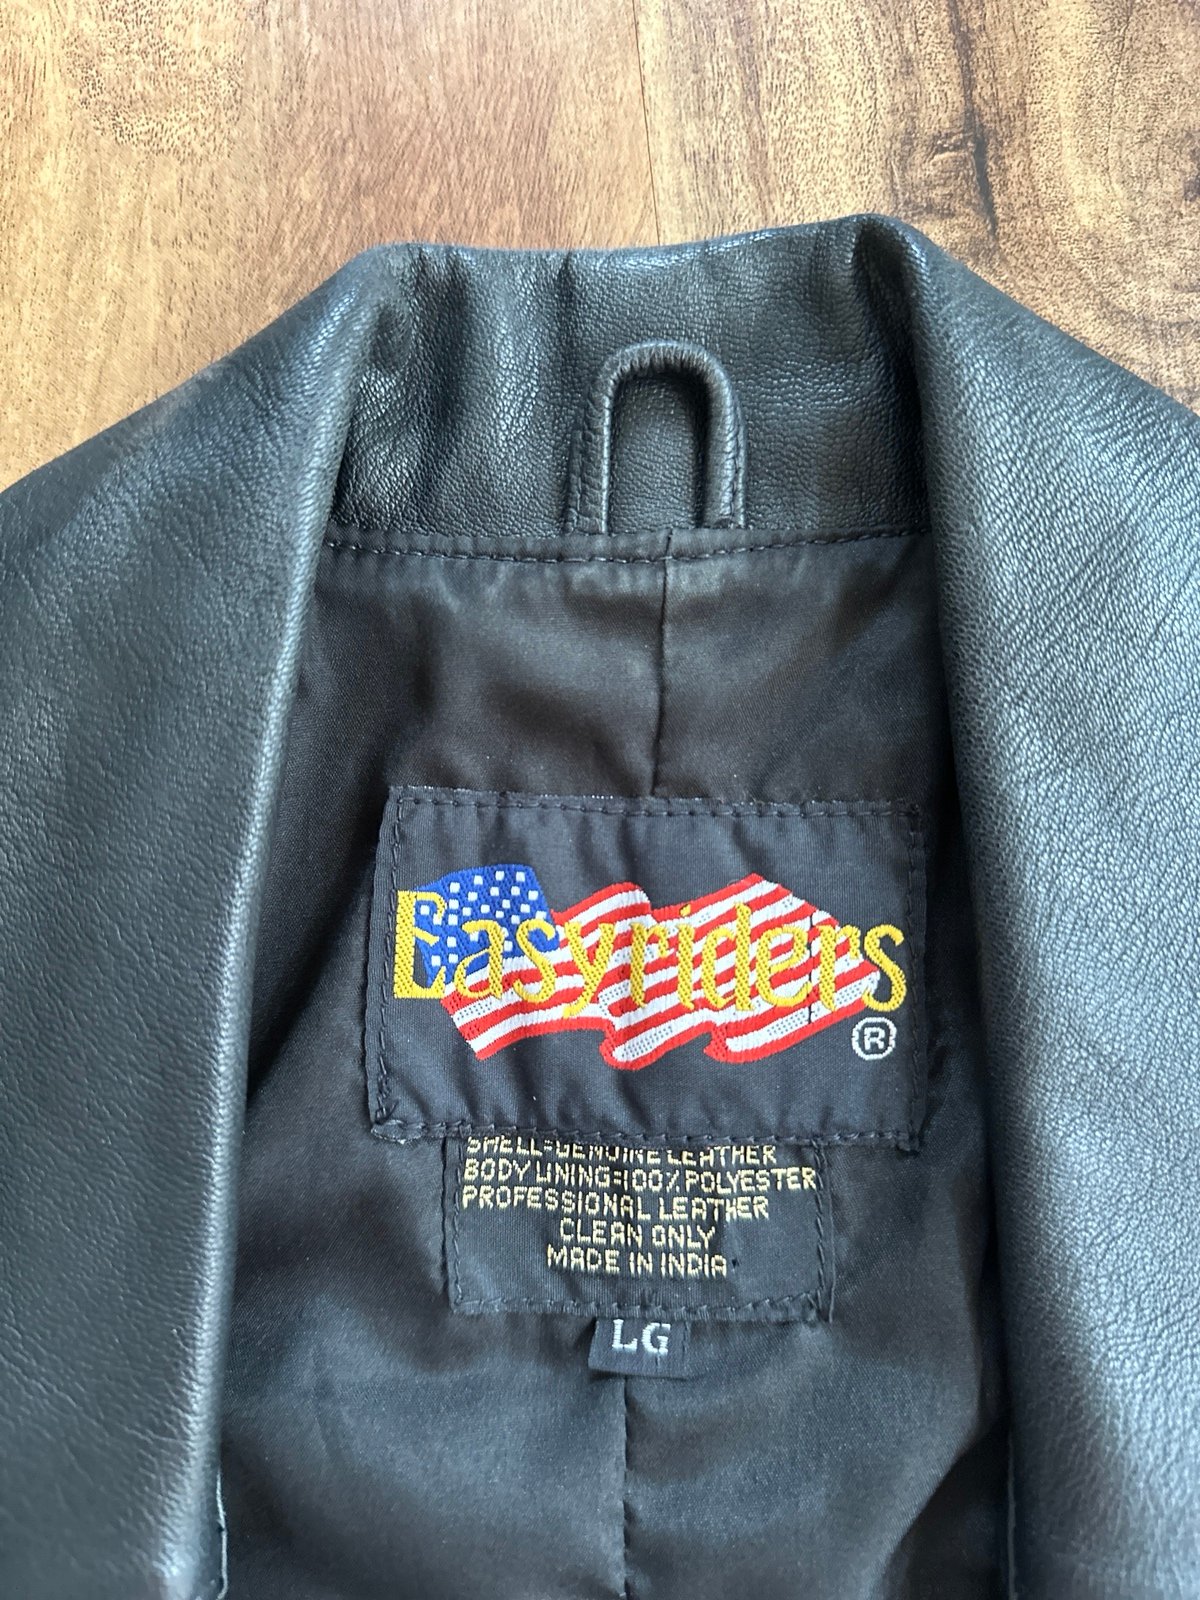 Easyriders
®
SHELL=GENUINE LEATHER
BODY LINING=100% POLYESTER
PROFESSIONAL LEATHER
CLEAN ONLY
MADE IN INDIA
LG